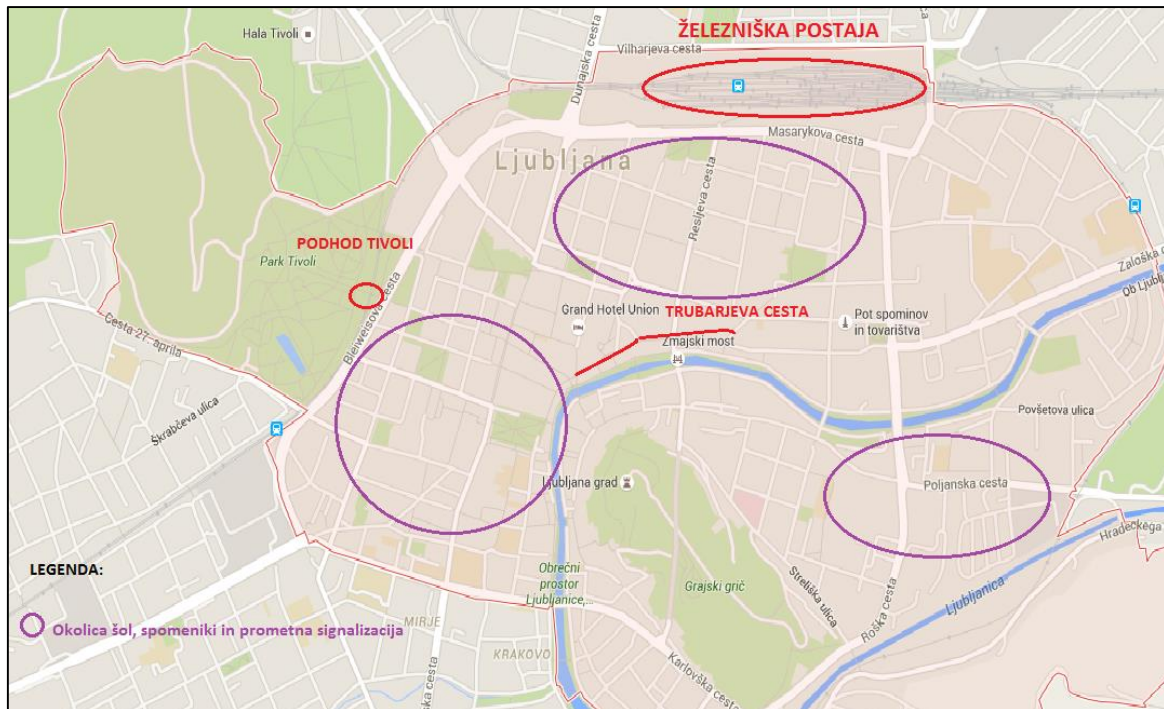 ŽELEZNIŠKA POSTAJA
Hala Tivoli
Vilharjeva cesta
Dunajska cesta
Masarykova cesta
Ljubljana
Resljeva cesta
PODHOD TIVOLI
Park Tivoli
Bleiweisova cesta
Zaloška
Ob
Grand Hotel Union
TRUBARJEVA CESTA
Pot spominov
in tovarištva
Zmajski most
Cesta 27. aprila
Škrabčeva ulica
Povšetova ulica
Ljubljana grad
Poljanska cesta
Hradeckega
LEGENDA:
Obrečni
prostor
Ljubljanice,...
Grajski grič
Streliška ulica
Ljubljanica
Roška cesta
Okolica šol, spomeniki in prometna signalizacija
MIRJE
KRAKOVO
Karlovška cesta